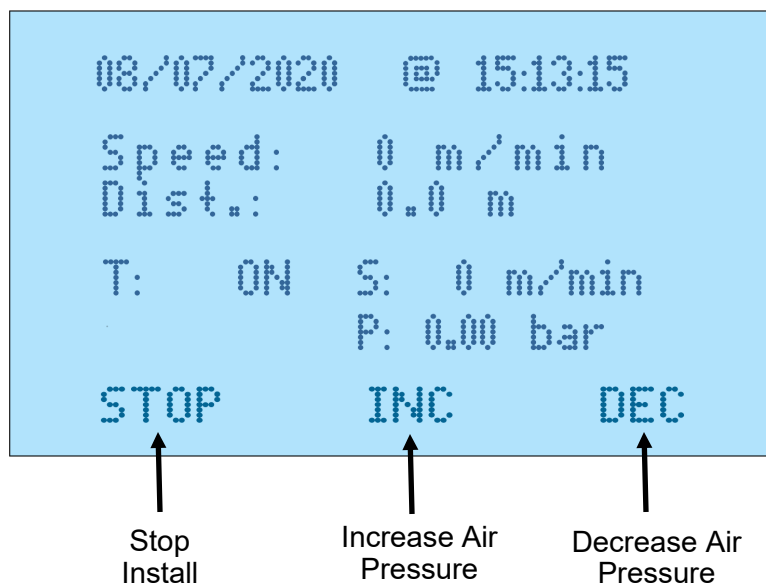 08/07/2020 @ 15:13:15
Speed: 0 m/min
Dist.: 0.0 m
T: ON S: 0 m/min
P: 0.00 bar
STOP INC DEC
Stop Install
Increase Air Pressure
Decrease Air Pressure